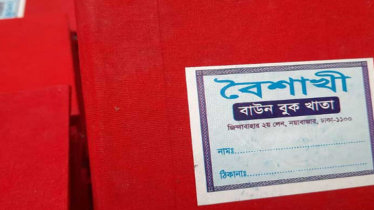 বৈশাখী
বাউন বুক খাতা
জিন্দাবাহার ২য় লেন, নয়াবাজার, ঢাকা-১১০০
নামঃ
ঠিকানাঃ